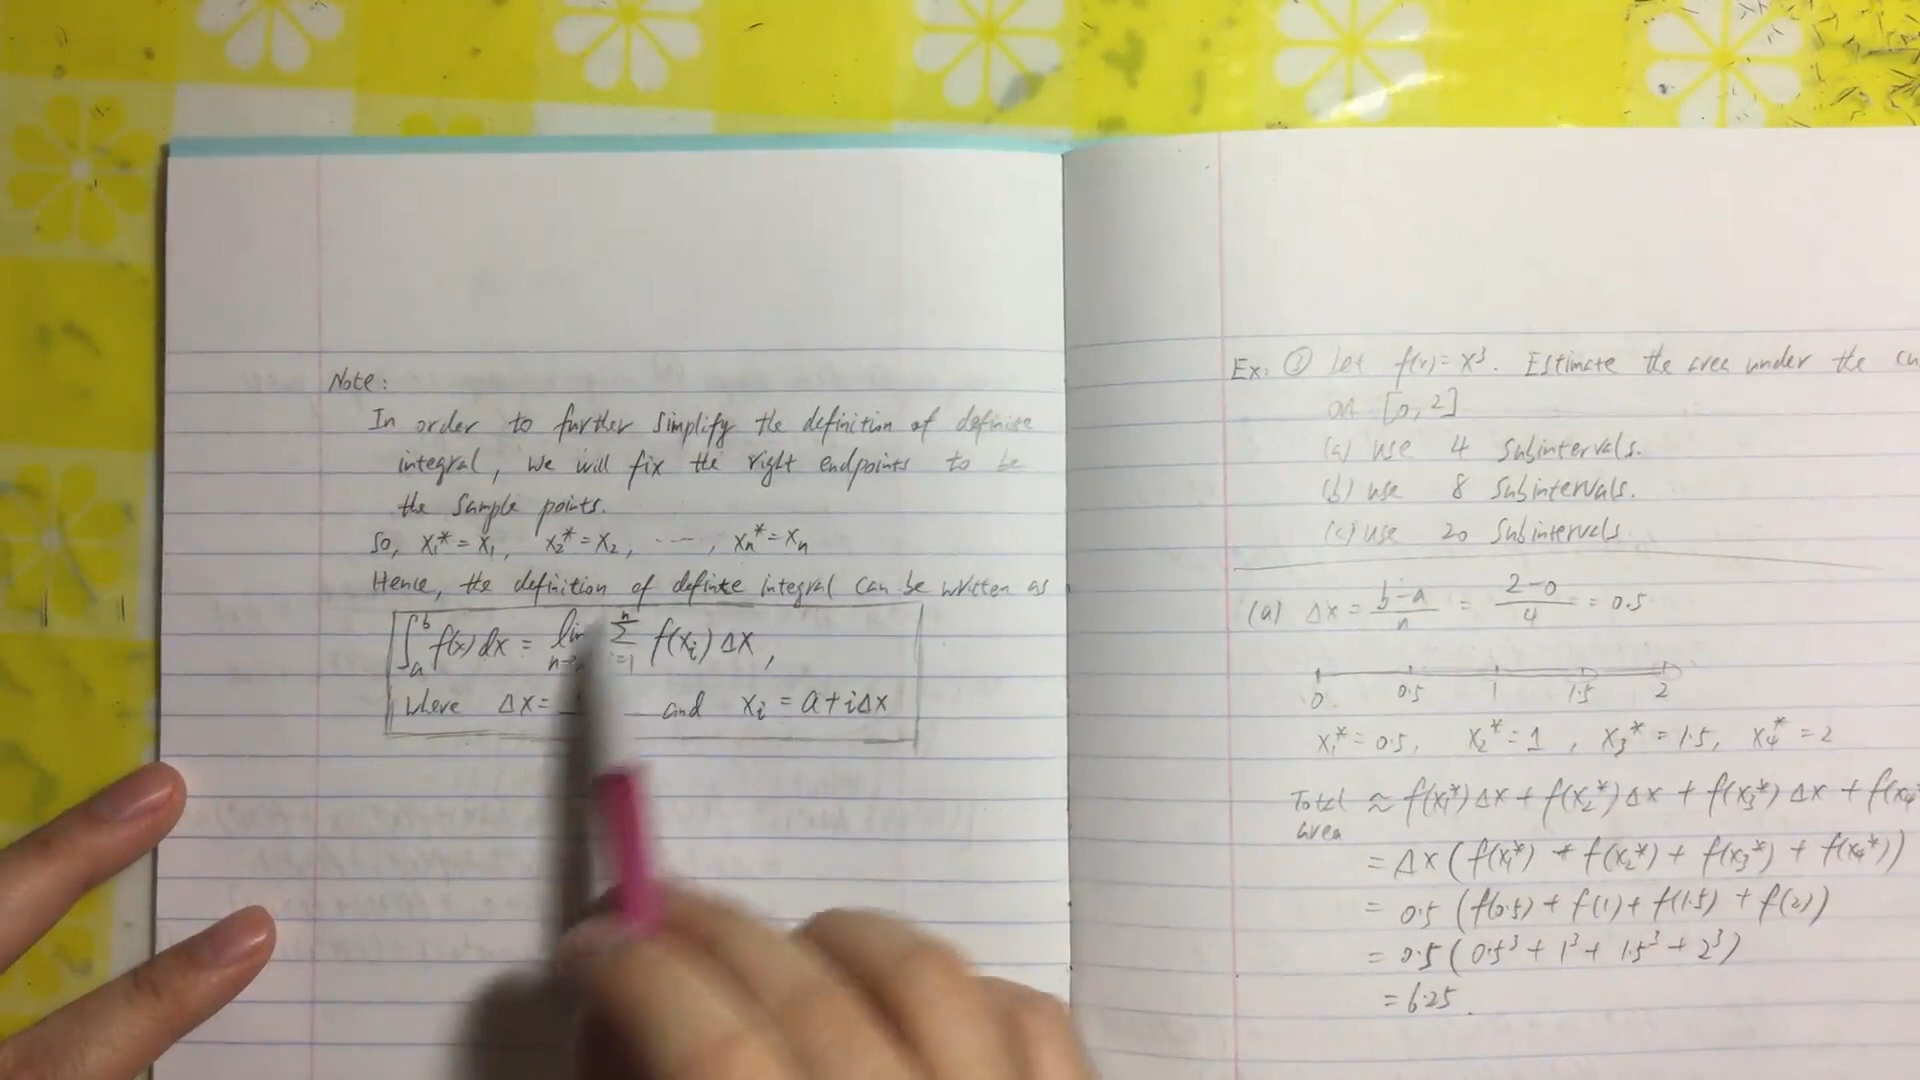 Note:
In order to further simplify the definition of definite
integral, we will fix the right endpoints to be
the sample points.
So, x₁* = x₁, x₂* = x₂, ....., xₙ* = xₙ
Hence, the definition of definite integral can be written as
∫ₐᵇ f(x) dx = lim n→ Σ i=1 n f(xᵢ) Δx,
where Δx = and xᵢ = a + iΔx
Ex: ① Let f(x) = x³. Estimate the area under the cu
on [0, 2]
(a) use 4 subintervals.
(b) use 8 subintervals.
(c) use 20 subintervals.
(a) Δx = (b-a)/n = (2-0)/4 = 0.5
0 0.5 1 1.5 2
x₁* = 0.5, x₂* = 1, x₃* = 1.5, x₄* = 2
Total area ≈ f(x₁*) Δx + f(x₂*) Δx + f(x₃*) Δx + f(x₄*
= Δx (f(x₁*) + f(x₂*) + f(x₃*) + f(x₄*))
= 0.5 (f(0.5) + f(1) + f(1.5) + f(2))
= 0.5 (0.5³ + 1³ + 1.5³ + 2³)
= 6.25.